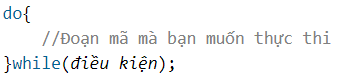 do{
//Đoạn mã mà bạn muốn thực thi
}while(điều kiện);